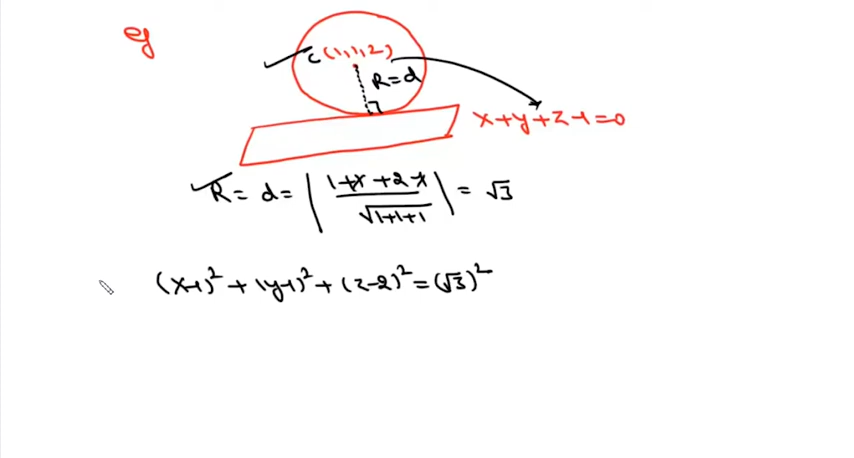 eg
C(1,1,2)
R=d
x+y+z-1=0
R = d = |(1+1+2-1)/√(1+1+1)| = √3
(x-1)² + (y-1)² + (z-2)² = (√3)²